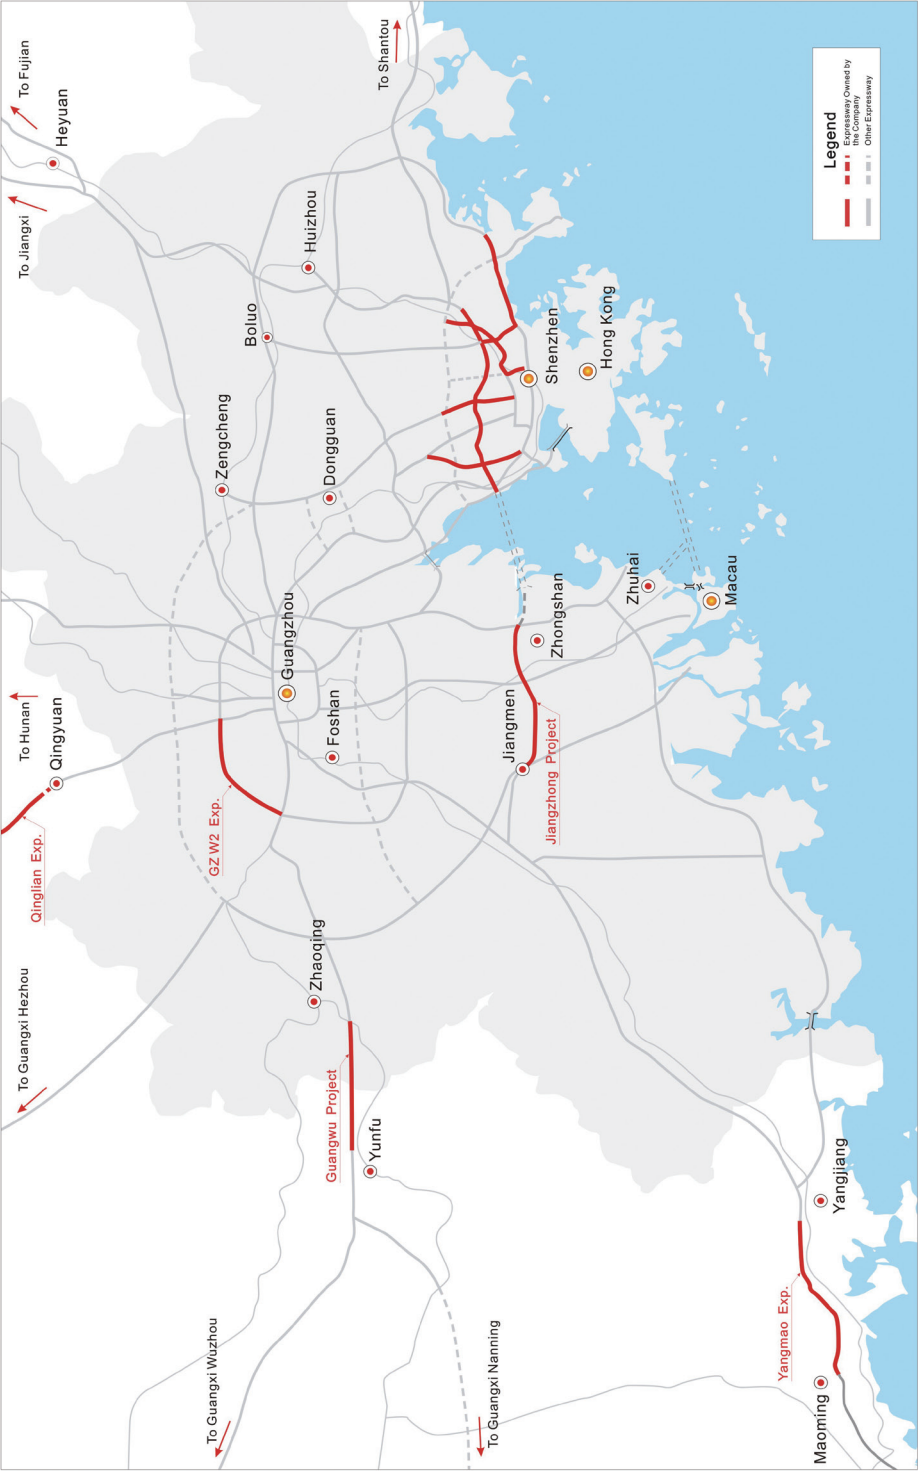 To Fujian
Heyuan
To Jiangxi
To Shantou
Huizhou
Boluo
Zengcheng
Dongguan
Shenzhen
Hong Kong
Legend
Expressway Owned by
the Company
Other Expressway
Guangzhou
Foshan
Zhongshan
Zhuhai
Macau
Jiangmen
Jiangzhong Project
To Hunan
Qingyuan
Qinglian Exp.
GZ W2 Exp.
Zhaoqing
To Guangxi Hezhou
Guangwu Project
Yunfu
To Guangxi Wuzhou
To Guangxi Nanning
Yangjiang
Yangmao Exp.
Maoming